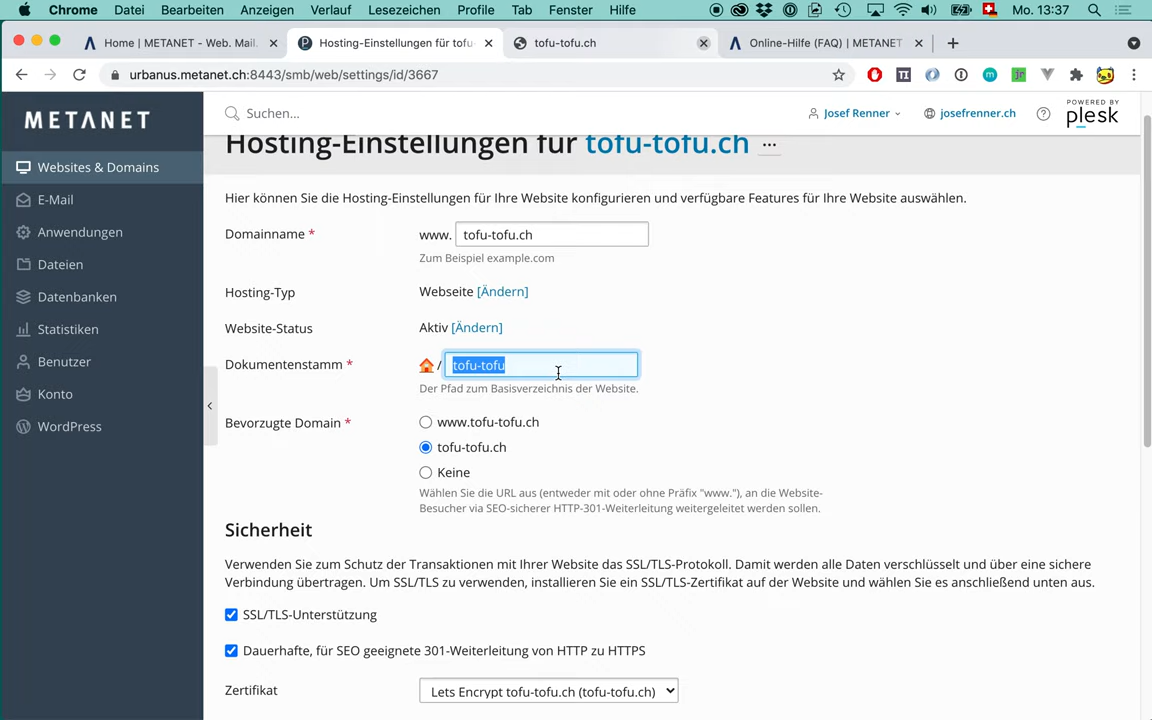 Chrome Datei Bearbeiten Anzeigen Verlauf Lesezeichen Profile Tab Fenster Hilfe Mo. 13:37
Home | METANET - Web. Mail. Hosting-Einstellungen für tofu- tofu-tofu.ch Online-Hilfe (FAQ) | METANET
urbanus.metanet.ch:8443/smb/web/settings/id/3667
METANET
Suchen...
Josef Renner
josefrenner.ch
POWERED BY
plesk
Websites & Domains
E-Mail
Anwendungen
Dateien
Datenbanken
Statistiken
Benutzer
Konto
WordPress
Hosting-Einstellungen für tofu-tofu.ch ...
Hier können Sie die Hosting-Einstellungen für Ihre Website konfigurieren und verfügbare Features für Ihre Website auswählen.
Domainname * www. tofu-tofu.ch
Zum Beispiel example.com
Hosting-Typ Webseite [Ändern]
Website-Status Aktiv [Ändern]
Dokumentenstamm * / tofu-tofu
Der Pfad zum Basisverzeichnis der Website.
Bevorzugte Domain * www.tofu-tofu.ch
tofu-tofu.ch
Keine
Wählen Sie die URL aus (entweder mit oder ohne Präfix "www."), an die Website-
Besucher via SEO-sicherer HTTP-301-Weiterleitung weitergeleitet werden sollen.
Sicherheit
Verwenden Sie zum Schutz der Transaktionen mit Ihrer Website das SSL/TLS-Protokoll. Damit werden alle Daten verschlüsselt und über eine sichere
Verbindung übertragen. Um SSL/TLS zu verwenden, installieren Sie ein SSL/TLS-Zertifikat auf der Website und wählen Sie es anschließend unten aus.
SSL/TLS-Unterstützung
Dauerhafte, für SEO geeignete 301-Weiterleitung von HTTP zu HTTPS
Zertifikat Lets Encrypt tofu-tofu.ch (tofu-tofu.ch)